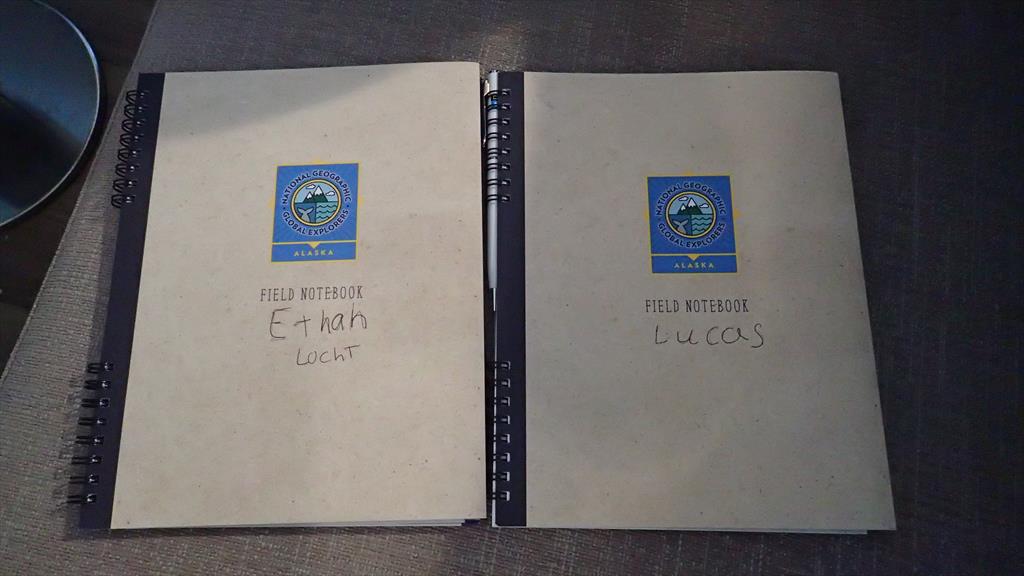 NATIONAL GEOGRAPHIC
GLOBAL EXPLORERS
ALASKA
FIELD NOTEBOOK
Ethan
Locht
NATIONAL GEOGRAPHIC
GLOBAL EXPLORERS
ALASKA
FIELD NOTEBOOK
Lucas